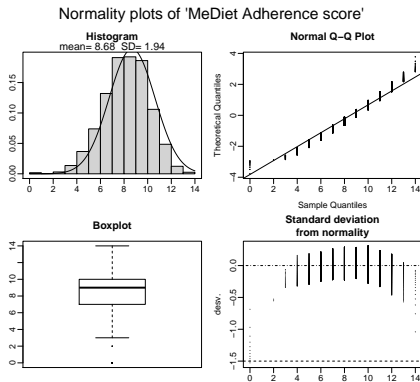 Normality plots of 'MeDiet Adherence score'
Histogram
mean= 8.68 SD= 1.94
0.00 0.05 0.10 0.15
0 2 4 6 8 10 12 14
Normal Q−Q Plot
Theoretical Quantiles
−4 −2 0 2 4
0 2 4 6 8 10 12 14
Sample Quantiles
Boxplot
0 2 4 6 8 10 14
Standard deviation
from normality
desv.
−1.5 −1.0 −0.5 0.0
0 2 4 6 8 10 12 14